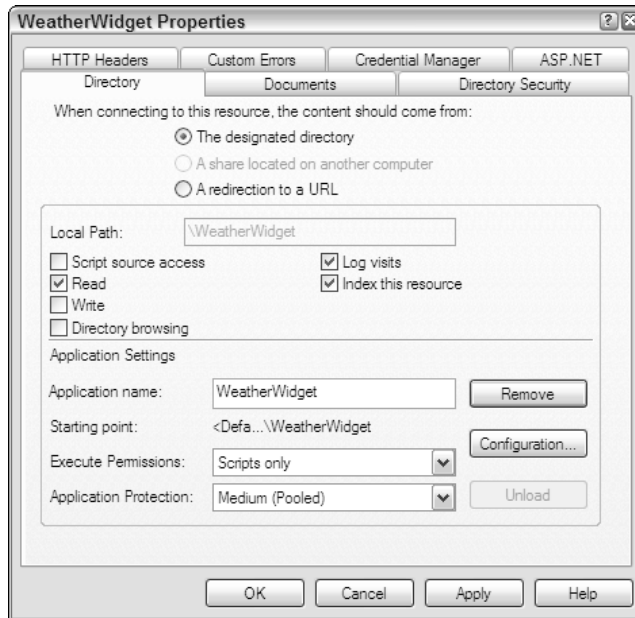 WeatherWidget Properties
HTTP Headers Custom Errors Credential Manager ASP.NET
Directory Documents Directory Security
When connecting to this resource, the content should come from:
The designated directory
A share located on another computer
A redirection to a URL
Local Path: \WeatherWidget
Script source access Log visits
Read Index this resource
Write
Directory browsing
Application Settings
Application name: WeatherWidget Remove
Starting point: <Defa...\WeatherWidget
Configuration...
Execute Permissions: Scripts only
Application Protection: Medium (Pooled) Unload
OK Cancel Apply Help